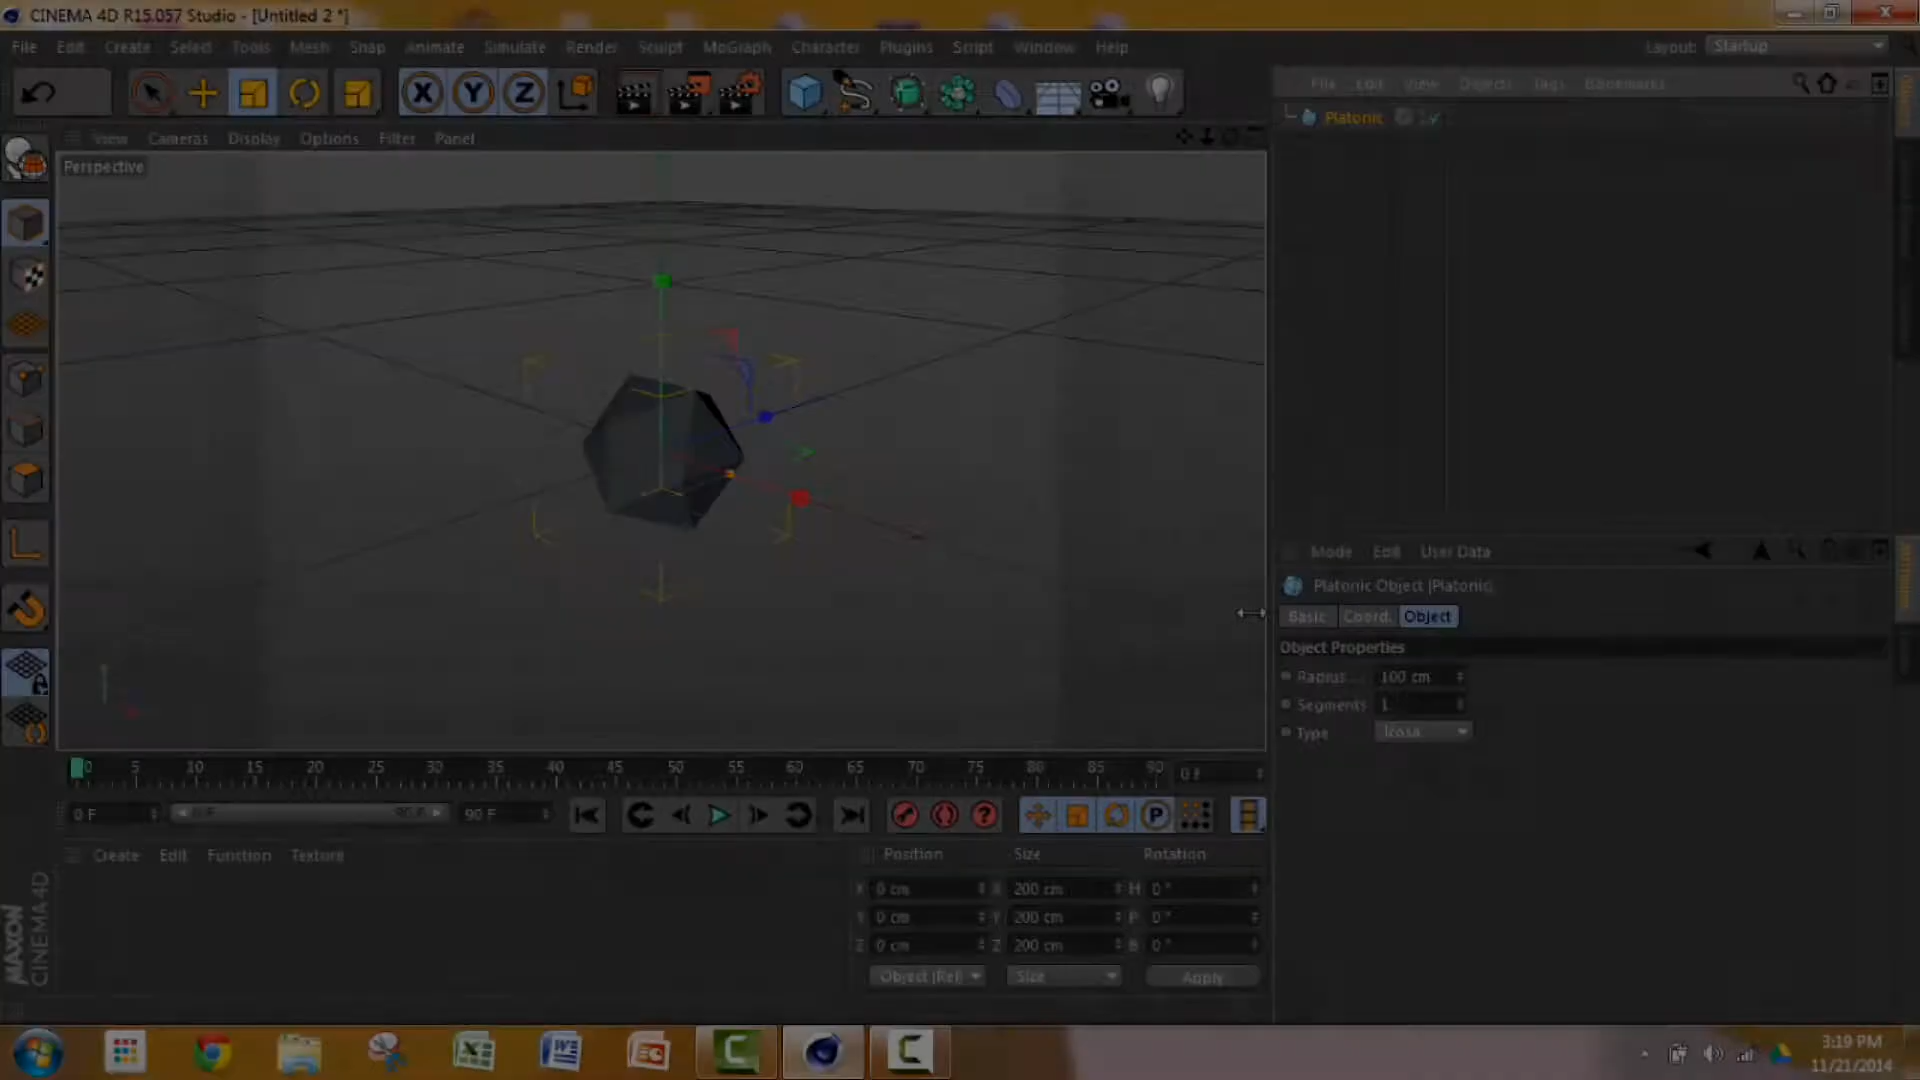 CINEMA 4D R15.057 Studio - [Untitled 2 *]
File Edit Create Select Tools Mesh Snap Animate Simulate Render Sculpt MoGraph Character Plugins Script Window Help
Layout: Startup
X Y Z
File Edit View Objects Tags Bookmarks
Platonic
View Cameras Display Options Filter Panel
Perspective
Mode Edit User Data
Platonic Object [Platonic]
Basic Coord. Object
Object Properties
Radius 100 cm
Segments 1
Type Icosa
0 5 10 15 20 25 30 35 40 45 50 55 60 65 70 75 80 85 90 0 F
0 F 0 F 90 F 90 F P
Create Edit Function Texture
Position Size Rotation
X 0 cm X 200 cm H 0 °
Y 0 cm Y 200 cm P 0 °
Z 0 cm Z 200 cm B 0 °
Object (Rel) Size Apply
MAXON
CINEMA 4D
3:19 PM
11/21/2014